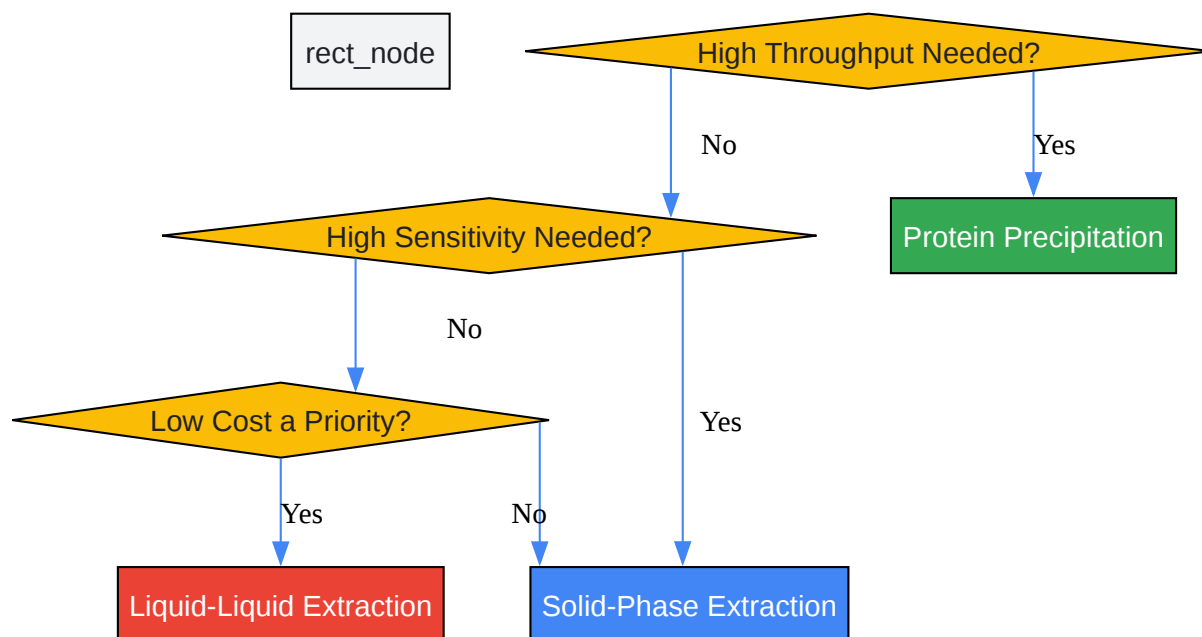 rect_node
High Throughput Needed?
No
Yes
High Sensitivity Needed?
Protein Precipitation
No
Low Cost a Priority?
Yes
Yes
No
Liquid-Liquid Extraction
Solid-Phase Extraction